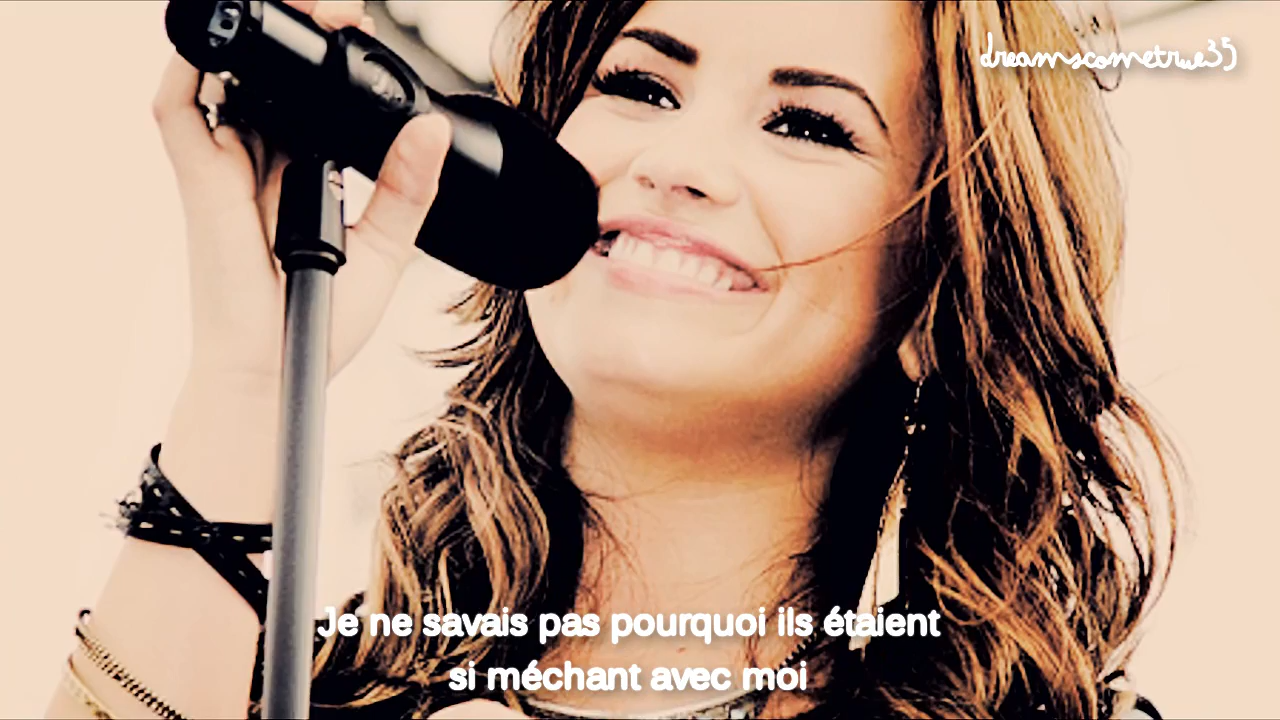 dreamscometrue35
Je ne savais pas pourquoi ils étaient
si méchant avec moi